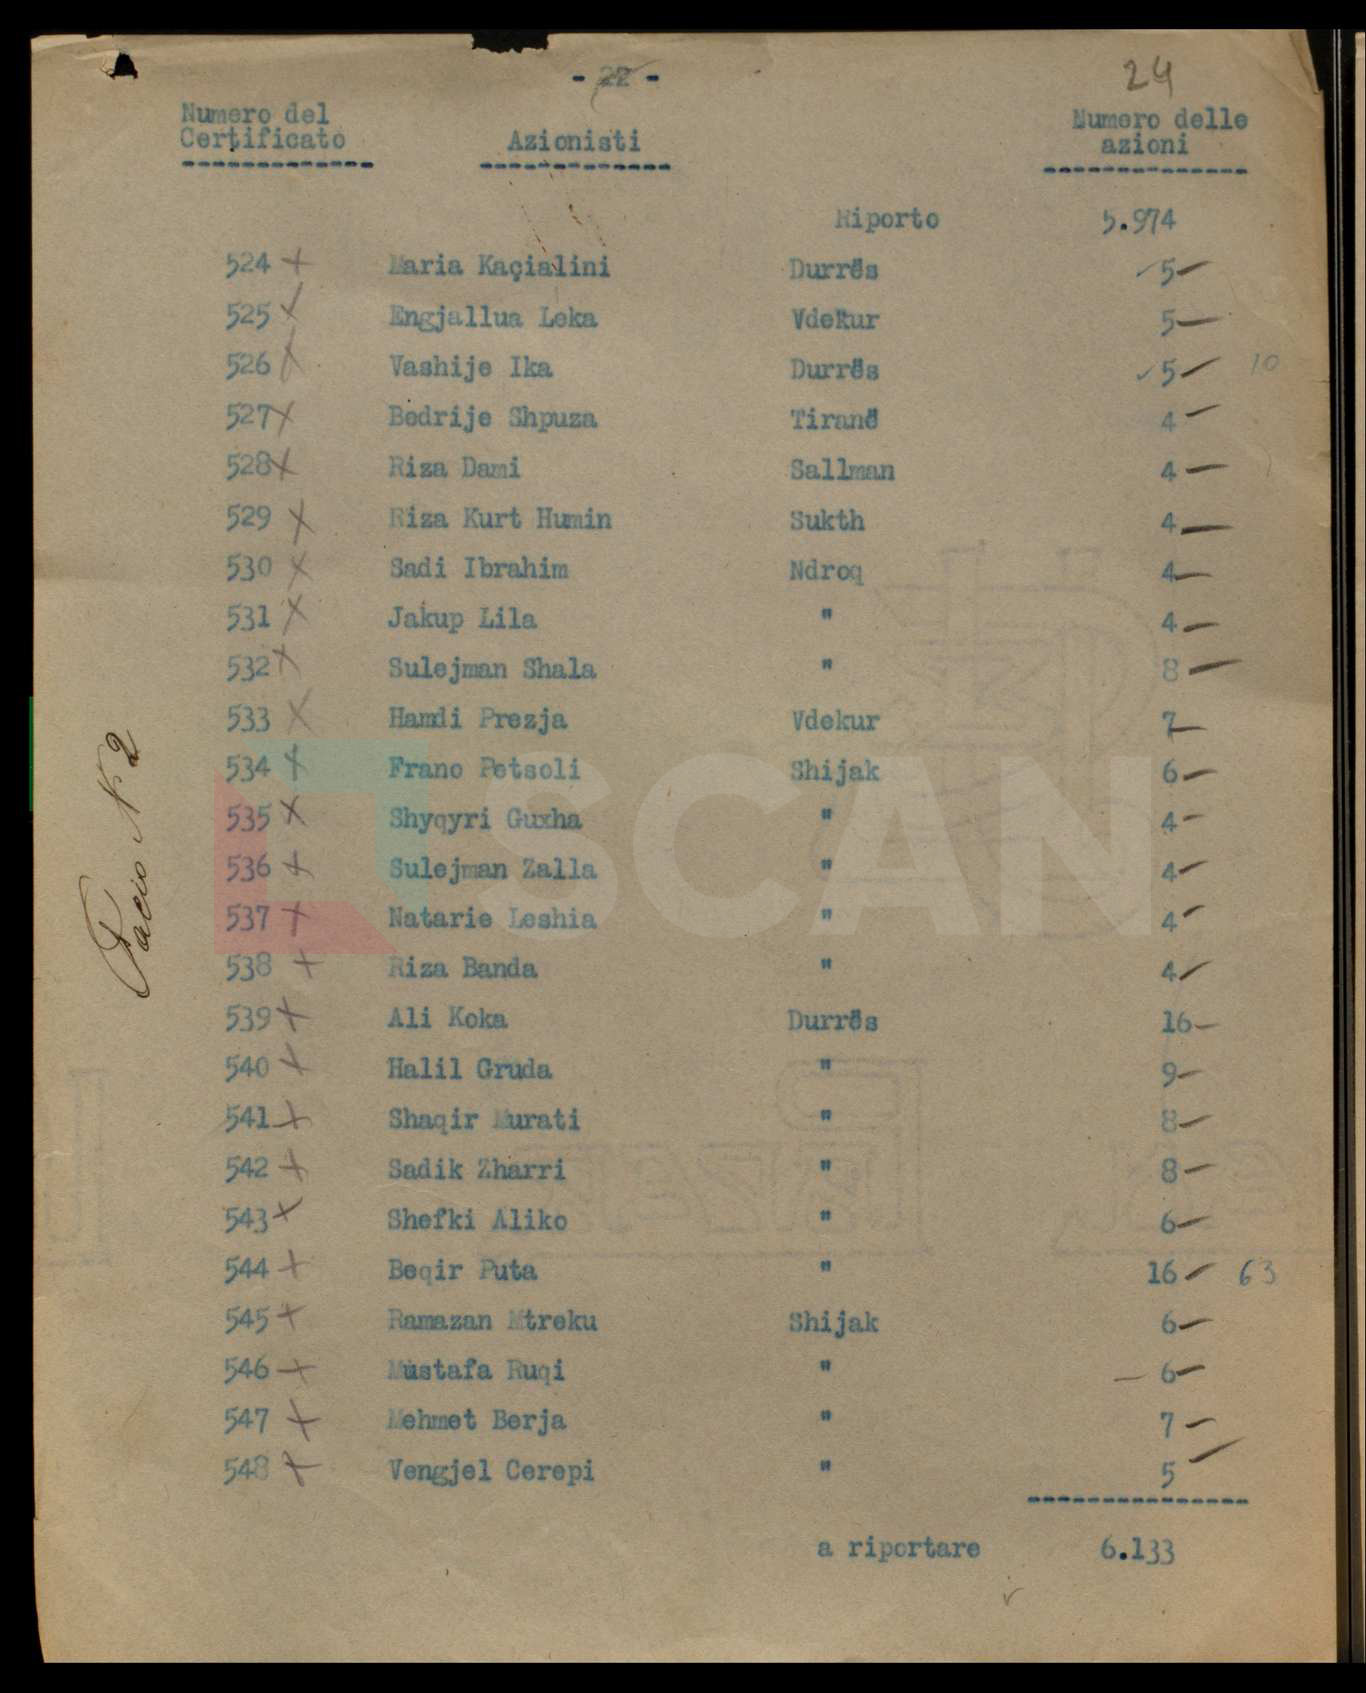 - 22 -
24
Numero del Certificato Azionisti Numero delle azioni
Riporto 5.974
524 x Maria Kaçialini Durrës 5
525 x Engjallua Leka Vdekur 5
526 x Vashije Ika Durrës 5 10
527 x Bedrije Shpuza Tiranë 4
528 x Riza Dami Sallman 4
529 x Riza Kurt Humin Sukth 4
530 x Sadi Ibrahim Ndroq 4
531 x Jakup Lila " 4
532 x Sulejman Shala " 8
533 x Hamdi Prezja Vdekur 7
534 x Frano Petsoli Shijak 6
535 x Shyqyri Guxha " 4
536 x Sulejman Zalla " 4
537 x Natarie Leshia " 4
538 x Riza Banda " 4
539 x Ali Koka Durrës 16
540 x Halil Gruda " 9
541 x Shaqir Murati " 8
542 x Sadik Zharri " 8
543 x Shefki Aliko " 6
544 x Beqir Puta " 16 63
545 x Ramazan Mtreku Shijak 6
546 x Mustafa Ruqi " 6
547 x Mehmet Berja " 7
548 x Vengjel Cerepi " 5
a riportare 6.133
N 2
SCAN